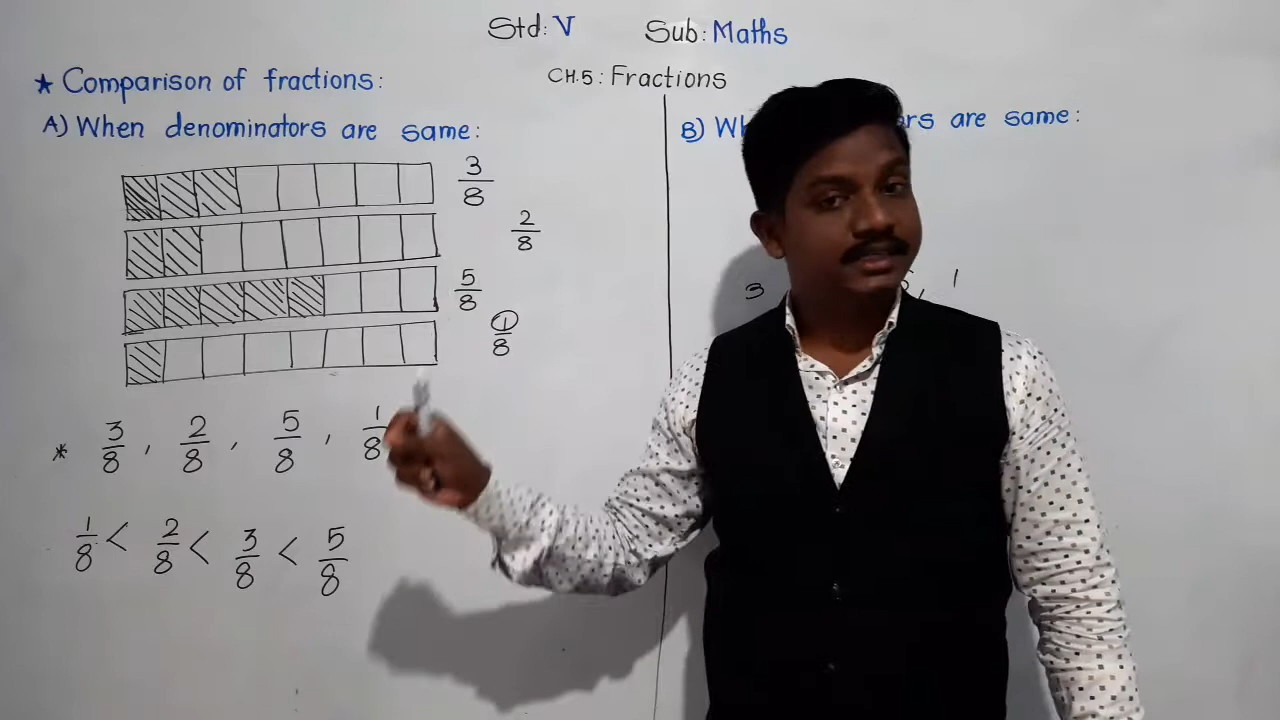 Std: V Sub: Maths
★ Comparison of fractions:
CH.5: Fractions
A) When denominators are same:
3/8
2/8
5/8
1/8
* 3/8 , 2/8 , 5/8 , 1/8
1/8 < 2/8 < 3/8 < 5/8
B) are same:
3 1